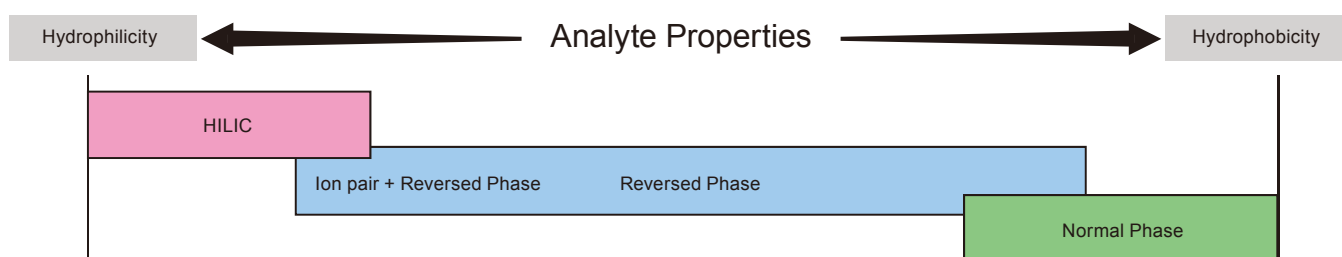 Hydrophilicity
Analyte Properties
Hydrophobicity
HILIC
Ion pair + Reversed Phase
Reversed Phase
Normal Phase